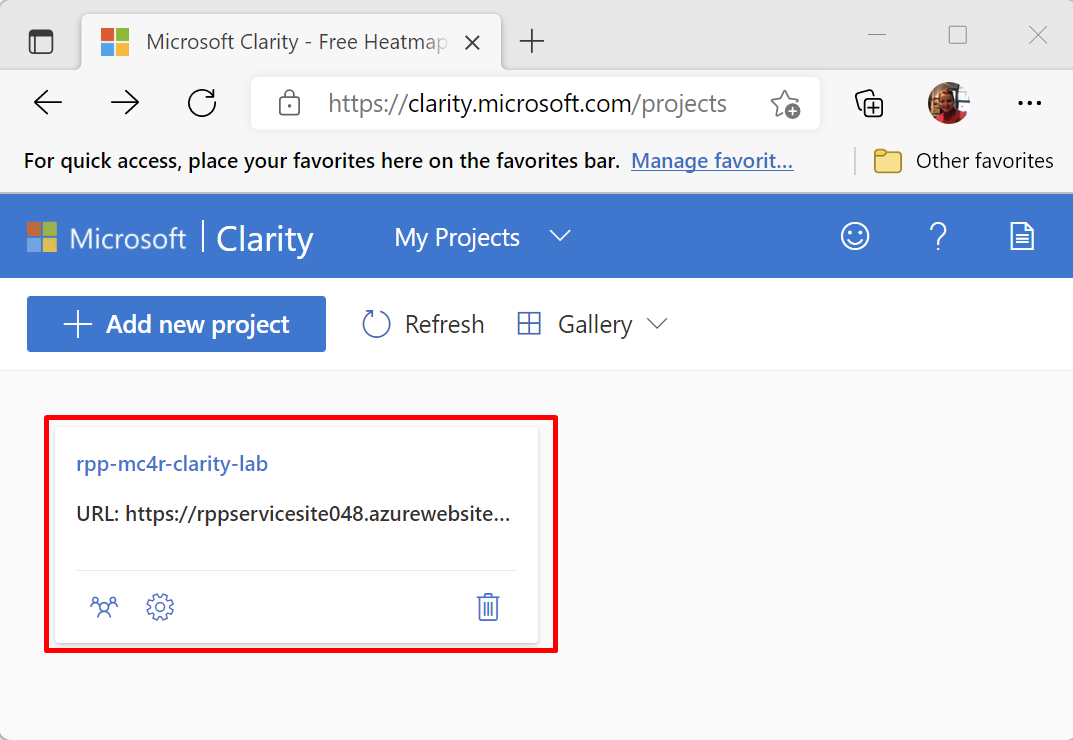 Microsoft Clarity - Free Heatmap
https://clarity.microsoft.com/projects
For quick access, place your favorites here on the favorites bar. Manage favorit... Other favorites
Microsoft | Clarity My Projects
Add new project Refresh Gallery
rpp-mc4r-clarity-lab
URL: https://rppservicesite048.azurewebsite...